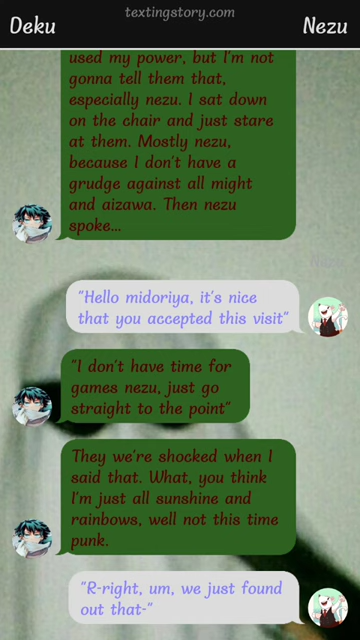 textingstory.com
Deku
Nezu
used my power, but I'm not
gonna tell them that,
especially nezu. I sat down
on the chair and just stare
at them. Mostly nezu,
because I don't have a
grudge against all might
and aizawa. Then nezu
spoke...
Nezu
"Hello midoriya, it's nice
that you accepted this visit"
"I don't have time for
games nezu, just go
straight to the point"
They we're shocked when I
said that. What, you think
I'm just all sunshine and
rainbows, well not this time
punk.
"R-right, um, we just found
out that-"